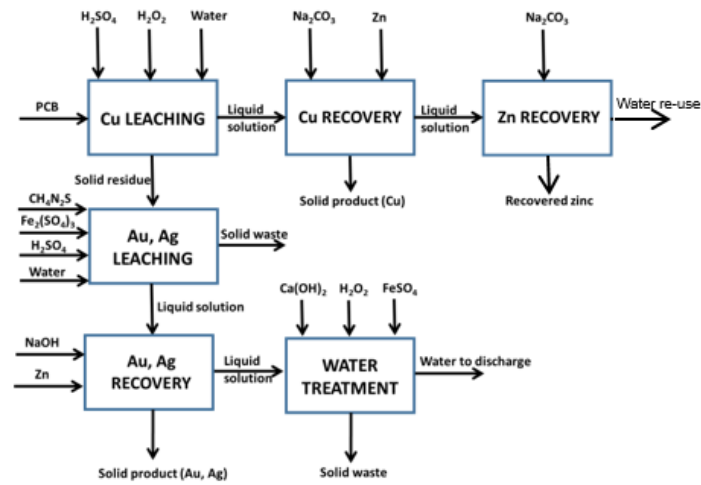 H₂SO₄ H₂O₂ Water Na₂CO₃ Zn Na₂CO₃
PCB
Cu LEACHING
Liquid
solution
Cu RECOVERY
Liquid
solution
Zn RECOVERY
Water re-use
Solid residue
Solid product (Cu)
Recovered zinc
CH₄N₂S
Fe₂(SO₄)₃
H₂SO₄
Water
Au, Ag
LEACHING
Solid waste
Liquid solution
Ca(OH)₂ H₂O₂ FeSO₄
NaOH
Zn
Au, Ag
RECOVERY
Liquid
solution
WATER
TREATMENT
Water to discharge
Solid product (Au, Ag)
Solid waste